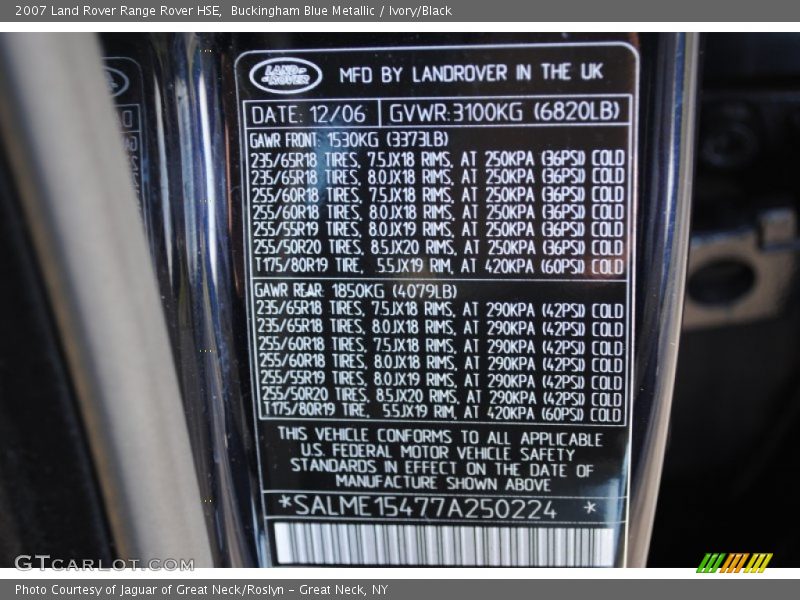 2007 Land Rover Range Rover HSE, Buckingham Blue Metallic / Ivory/Black
LAND-ROVER MFD BY LANDROVER IN THE UK
DATE: 12/06 GVWR:3100KG (6820LB)
GAWR FRONT: 1530KG (3373LB)
235/65R18 TIRES, 7.5JX18 RIMS, AT 250KPA (36PSI) COLD
235/65R18 TIRES, 8.0JX18 RIMS, AT 250KPA (36PSI) COLD
255/60R18 TIRES, 7.5JX18 RIMS, AT 250KPA (36PSI) COLD
255/60R18 TIRES, 8.0JX18 RIMS, AT 250KPA (36PSI) COLD
255/55R19 TIRES, 8.0JX19 RIMS, AT 250KPA (36PSI) COLD
255/50R20 TIRES, 8.5JX20 RIMS, AT 250KPA (36PSI) COLD
T175/80R19 TIRE, 5.5JX19 RIM, AT 420KPA (60PSI) COLD
GAWR REAR: 1850KG (4079LB)
235/65R18 TIRES, 7.5JX18 RIMS, AT 290KPA (42PSI) COLD
235/65R18 TIRES, 8.0JX18 RIMS, AT 290KPA (42PSI) COLD
255/60R18 TIRES, 7.5JX18 RIMS, AT 290KPA (42PSI) COLD
255/60R18 TIRES, 8.0JX18 RIMS, AT 290KPA (42PSI) COLD
255/55R19 TIRES, 8.0JX19 RIMS, AT 290KPA (42PSI) COLD
255/50R20 TIRES, 8.5JX20 RIMS, AT 290KPA (42PSI) COLD
T175/80R19 TIRE, 5.5JX19 RIM, AT 420KPA (60PSI) COLD
THIS VEHICLE CONFORMS TO ALL APPLICABLE
U.S. FEDERAL MOTOR VEHICLE SAFETY
STANDARDS IN EFFECT ON THE DATE OF
MANUFACTURE SHOWN ABOVE
*SALME15477A250224 *
GTCARLOT.COM
Photo Courtesy of Jaguar of Great Neck/Roslyn - Great Neck, NY